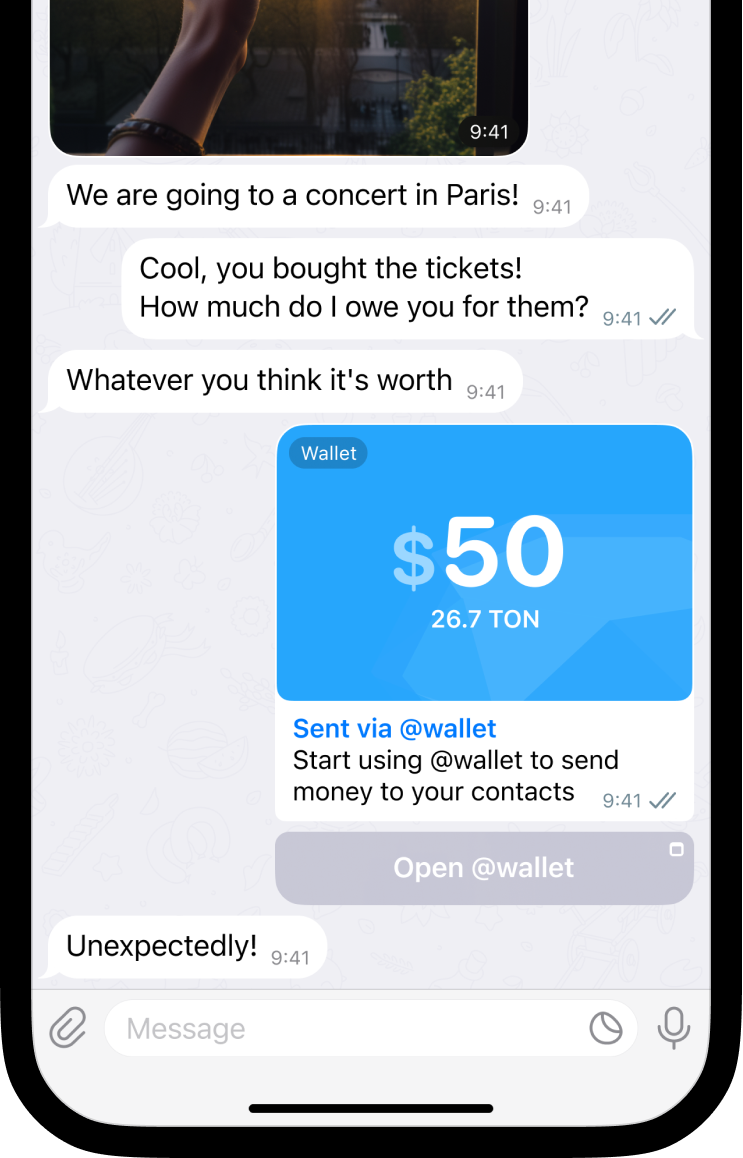 9:41
We are going to a concert in Paris! 9:41
Cool, you bought the tickets!
How much do I owe you for them? 9:41
Whatever you think it's worth 9:41
Wallet
$50
26.7 TON
Sent via @wallet
Start using @wallet to send
money to your contacts 9:41
Open @wallet
Unexpectedly! 9:41
Message